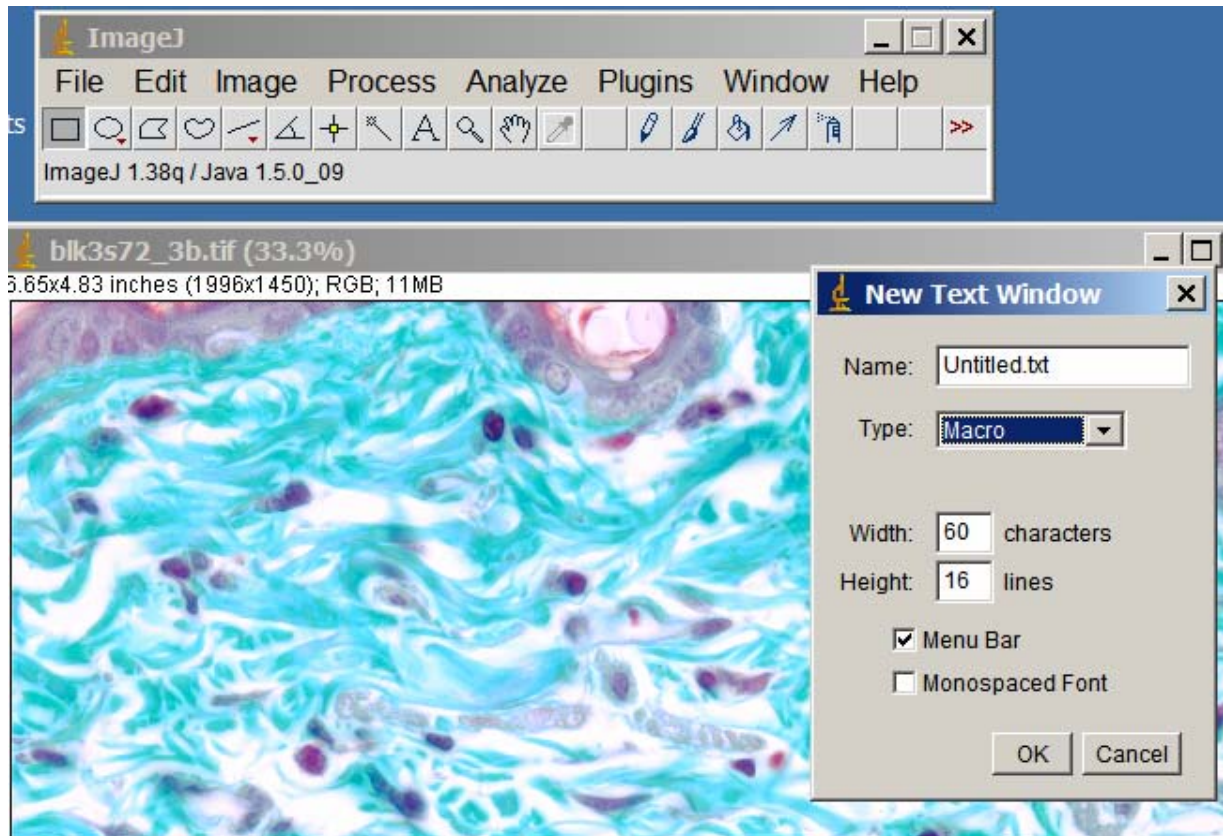 ImageJ
File Edit Image Process Analyze Plugins Window Help
ts
A
>>
ImageJ 1.38q / Java 1.5.0_09
blk3s72_3b.tif (33.3%)
6.65x4.83 inches (1996x1450); RGB; 11MB
New Text Window
Name: Untitled.txt
Type: Macro
Width: 60 characters
Height: 16 lines
Menu Bar
Monospaced Font
OK Cancel